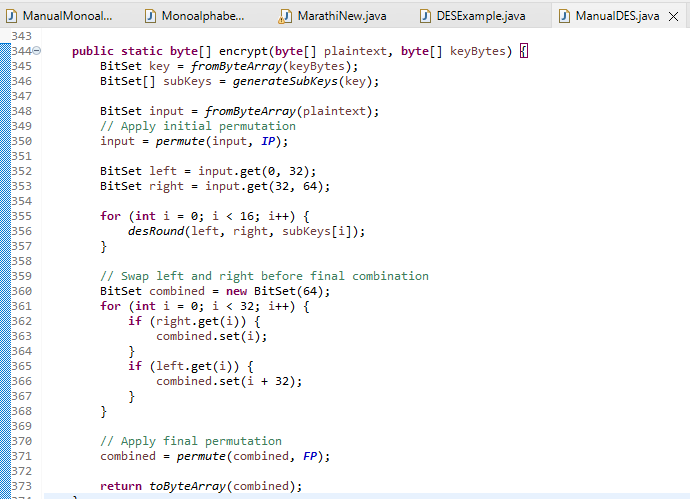 ManualMonoal... Monoalphabe... MarathiNew.java DESExample.java ManualDES.java
343
344 public static byte[] encrypt(byte[] plaintext, byte[] keyBytes) {
345 BitSet key = fromByteArray(keyBytes);
346 BitSet[] subKeys = generateSubKeys(key);
347
348 BitSet input = fromByteArray(plaintext);
349 // Apply initial permutation
350 input = permute(input, IP);
351
352 BitSet left = input.get(0, 32);
353 BitSet right = input.get(32, 64);
354
355 for (int i = 0; i < 16; i++) {
356 desRound(left, right, subKeys[i]);
357 }
358
359 // Swap left and right before final combination
360 BitSet combined = new BitSet(64);
361 for (int i = 0; i < 32; i++) {
362 if (right.get(i)) {
363 combined.set(i);
364 }
365 if (left.get(i)) {
366 combined.set(i + 32);
367 }
368 }
369
370 // Apply final permutation
371 combined = permute(combined, FP);
372
373 return toByteArray(combined);